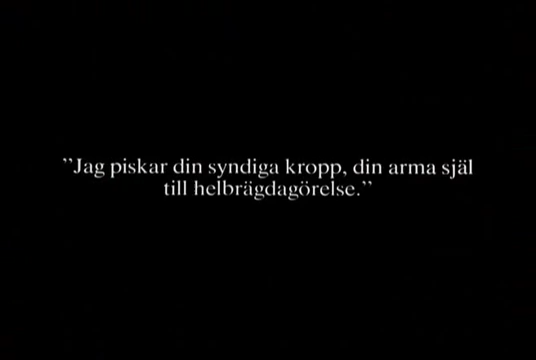 ”Jag piskar din syndiga kropp, din arma själ
till helbrägdagörelse.”